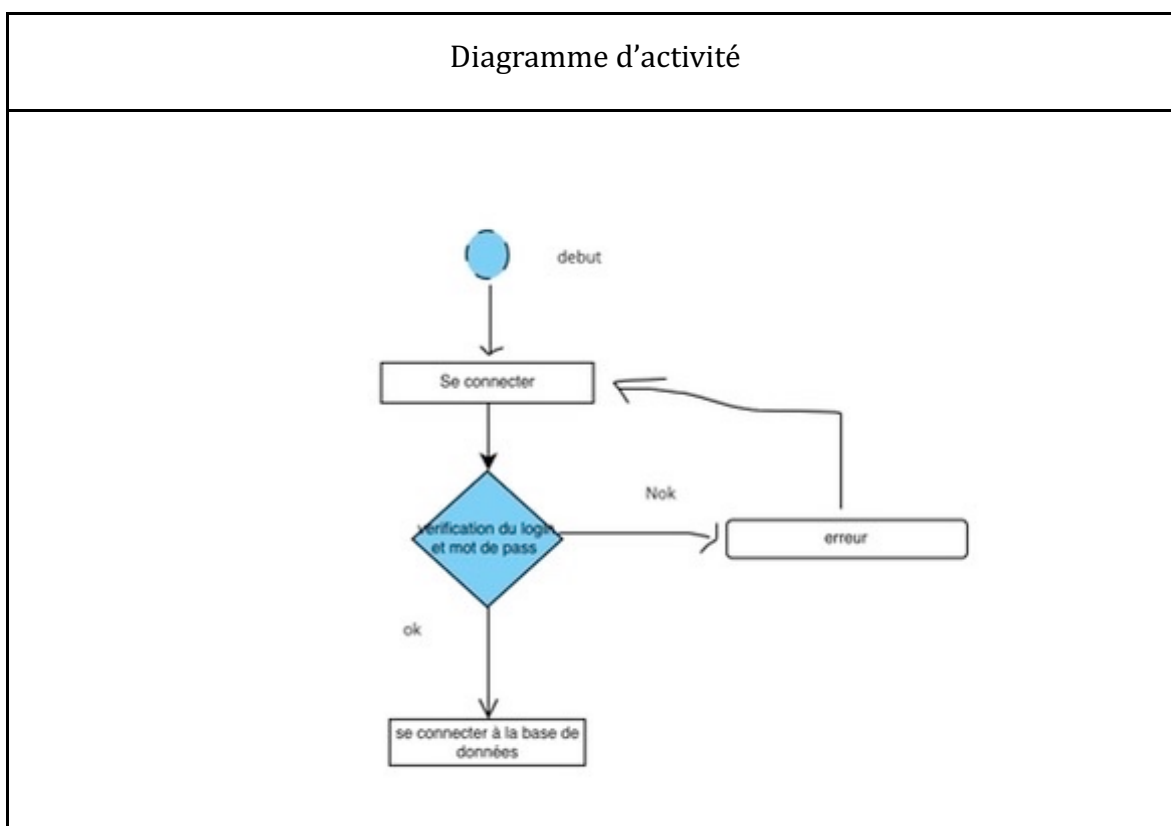 Diagramme d’activité
debut
Se connecter
vérification du login
et mot de pass
Nok
erreur
ok
se connecter à la base de
données